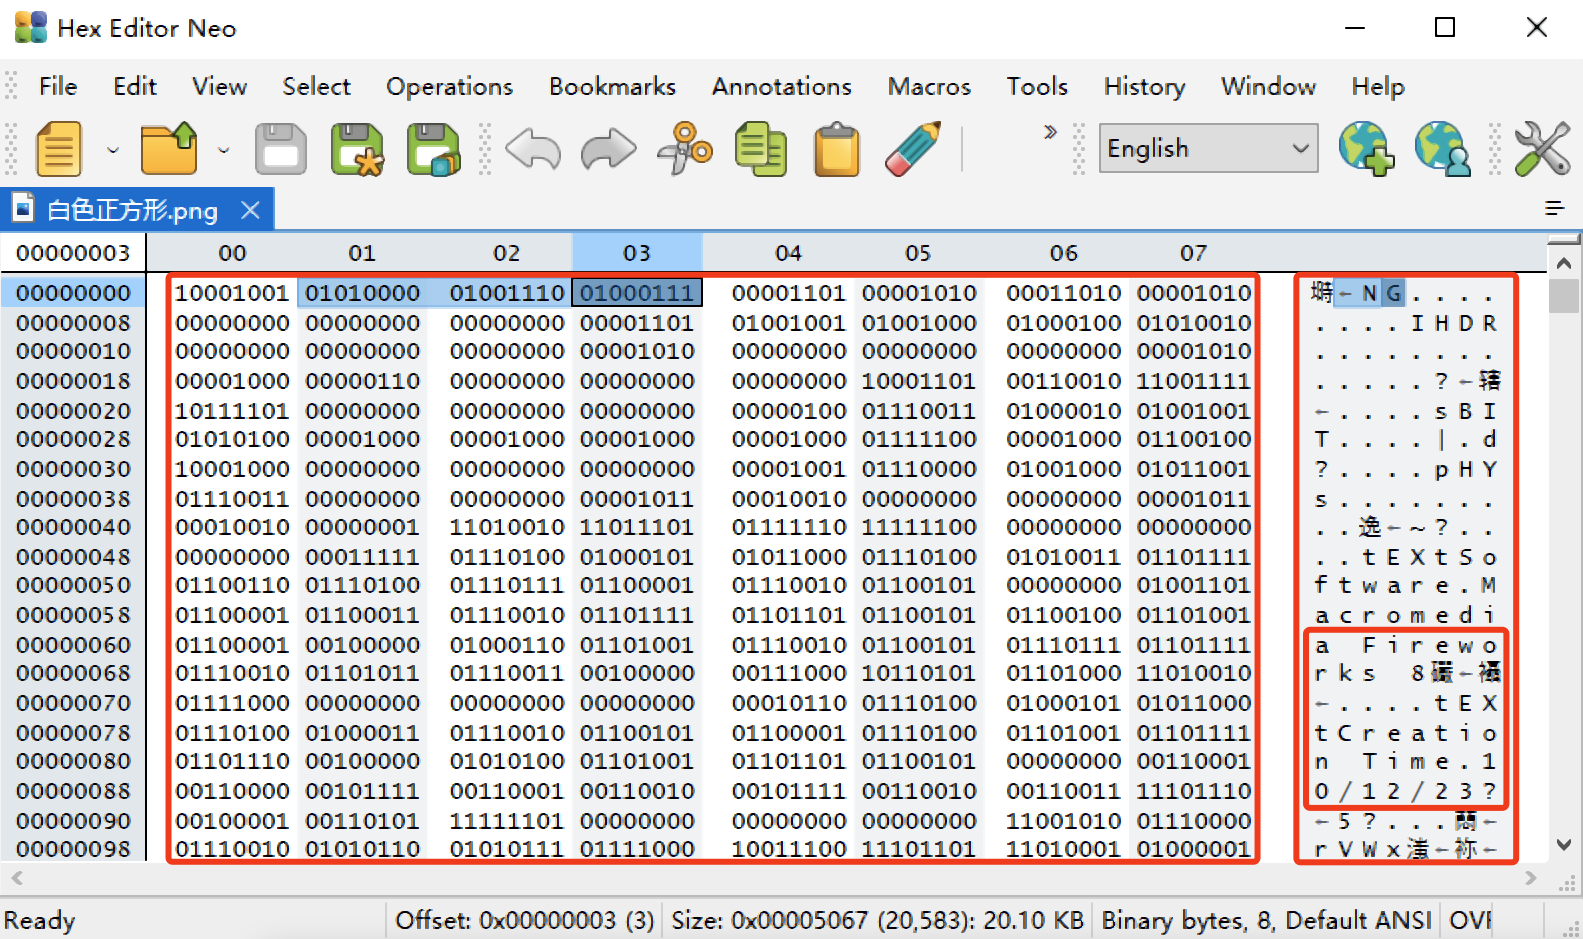 Hex Editor Neo
File Edit View Select Operations Bookmarks Annotations Macros Tools History Window Help
English
白色正方形.png
00000003 00 01 02 03 04 05 06 07
00000000 10001001 01010000 01001110 01000111 00001101 00001010 00011010 00001010 塒←NG....
00000008 00000000 00000000 00000000 00001101 01001001 01001000 01000100 01010010 ....IHDR
00000010 00000000 00000000 00000000 00001010 00000000 00000000 00000000 00001010 ........
00000018 00001000 00000110 00000000 00000000 00000000 10001101 00110010 11001111 .....?←
00000020 10111101 00000000 00000000 00000000 00000100 01110011 01000010 01001001 ←....sBI
00000028 01010100 00001000 00001000 00001000 00001000 01111100 00001000 01100100 T....|.d
00000030 10001000 00000000 00000000 00000000 00001001 01110000 01001000 01011001 ?....pHY
00000038 01110011 00000000 00000000 00001011 00010010 00000000 00000000 00001011 s.......
00000040 00010010 00000001 11010010 11011101 01111110 11111100 00000000 00000000 ..逸←~?..
00000048 00000000 00011111 01110100 01000101 01011000 01110100 01010011 01101111 ..tEXtSo
00000050 01100110 01110100 01110111 01100001 01110010 01100101 00000000 01001101 ftware.M
00000058 01100001 01100011 01110010 01101111 01101101 01100101 01100100 01101001 acromedi
00000060 01100001 00100000 01000110 01101001 01110010 01100101 01110111 01101111 a Firewo
00000068 01110010 01101011 01110011 00100000 00111000 10110101 01101000 11010010 rks 8
00000070 01111000 00000000 00000000 00000000 00010110 01110100 01000101 01011000 ←....tEX
00000078 01110100 01000011 01110010 01100101 01100001 01110100 01101001 01101111 tCreatio
00000080 01101110 00100000 01010100 01101001 01101101 01100101 00000000 00110001 n Time.1
00000088 00110000 00101111 00110001 00110010 00101111 00110010 00110011 11101110 0/12/23?
00000090 00100001 00110101 11111101 00000000 00000000 00000000 11001010 01110000 ←5?...
00000098 01110010 01010110 01010111 01111000 10011100 11101101 11010001 01000001 rVWx
Ready Offset: 0x00000003 (3) Size: 0x00005067 (20,583): 20.10 KB Binary bytes, 8, Default ANSI